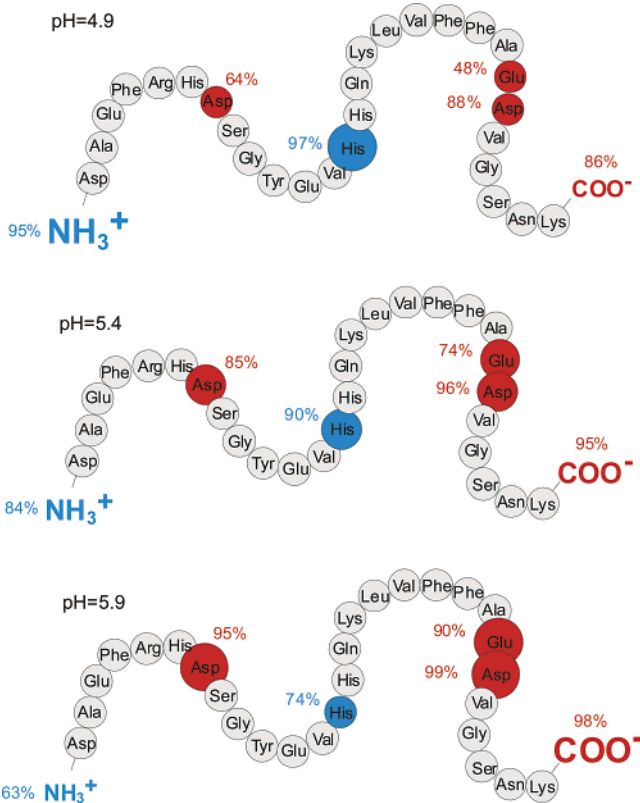 pH=4.9
95% NH₃⁺
Asp
Ala
Glu
Phe
Arg
His
Asp 64%
Ser
Gly
Tyr
Glu
Val
97% His
His
Gln
Lys
Leu
Val
Phe
Phe
Ala
48% Glu
88% Asp
Val
Gly
Ser
Asn
Lys
COO⁻ 86%
pH=5.4
84% NH₃⁺
Asp
Ala
Glu
Phe
Arg
His
Asp 85%
Ser
Gly
Tyr
Glu
Val
90% His
His
Gln
Lys
Leu
Val
Phe
Phe
Ala
74% Glu
96% Asp
Val
Gly
Ser
Asn
Lys
COO⁻ 95%
pH=5.9
63% NH₃⁺
Asp
Ala
Glu
Phe
Arg
His
Asp 95%
Ser
Gly
Tyr
Glu
Val
74% His
His
Gln
Lys
Leu
Val
Phe
Phe
Ala
90% Glu
99% Asp
Val
Gly
Ser
Asn
Lys
COO⁻ 98%